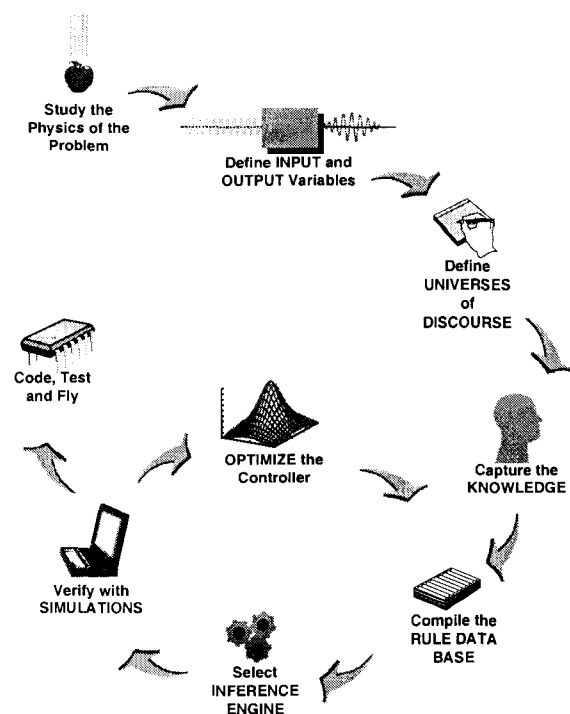 Study the
Physics of the
Problem
Define INPUT and
OUTPUT Variables
Define
UNIVERSES
of
DISCOURSE
Capture the
KNOWLEDGE
Compile the
RULE DATA
BASE
Select
INFERENCE
ENGINE
Verify with
SIMULATIONS
OPTIMIZE the
Controller
Code, Test
and Fly